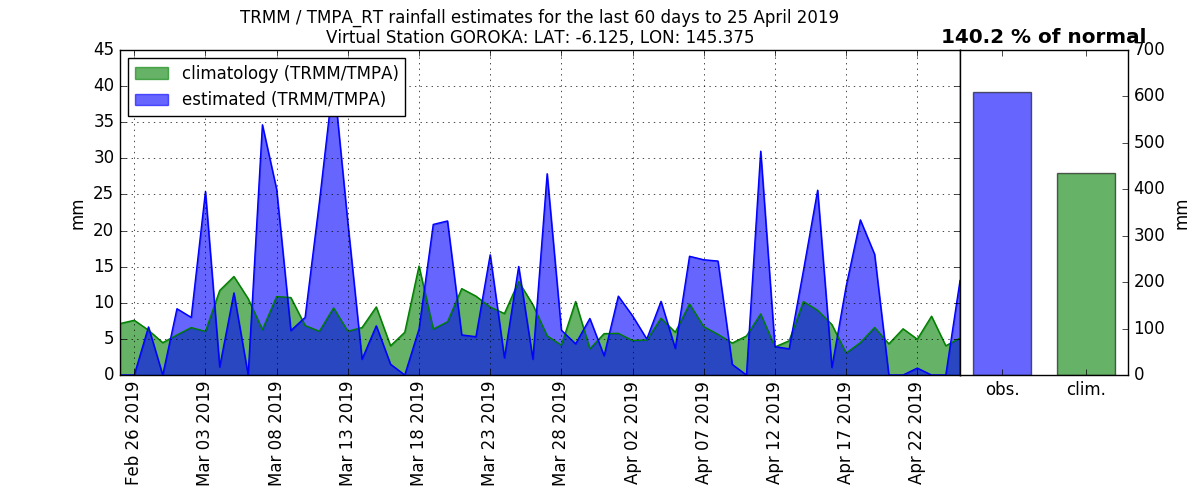 TRMM / TMPA_RT rainfall estimates for the last 60 days to 25 April 2019
Virtual Station GOROKA: LAT: -6.125, LON: 145.375
140.2 % of normal
climatology (TRMM/TMPA)
estimated (TRMM/TMPA)
45
40
35
30
25
20
15
10
5
0
mm
Feb 26 2019
Mar 03 2019
Mar 08 2019
Mar 13 2019
Mar 18 2019
Mar 23 2019
Mar 28 2019
Apr 02 2019
Apr 07 2019
Apr 12 2019
Apr 17 2019
Apr 22 2019
700
600
500
400
300
200
100
0
mm
obs.
clim.